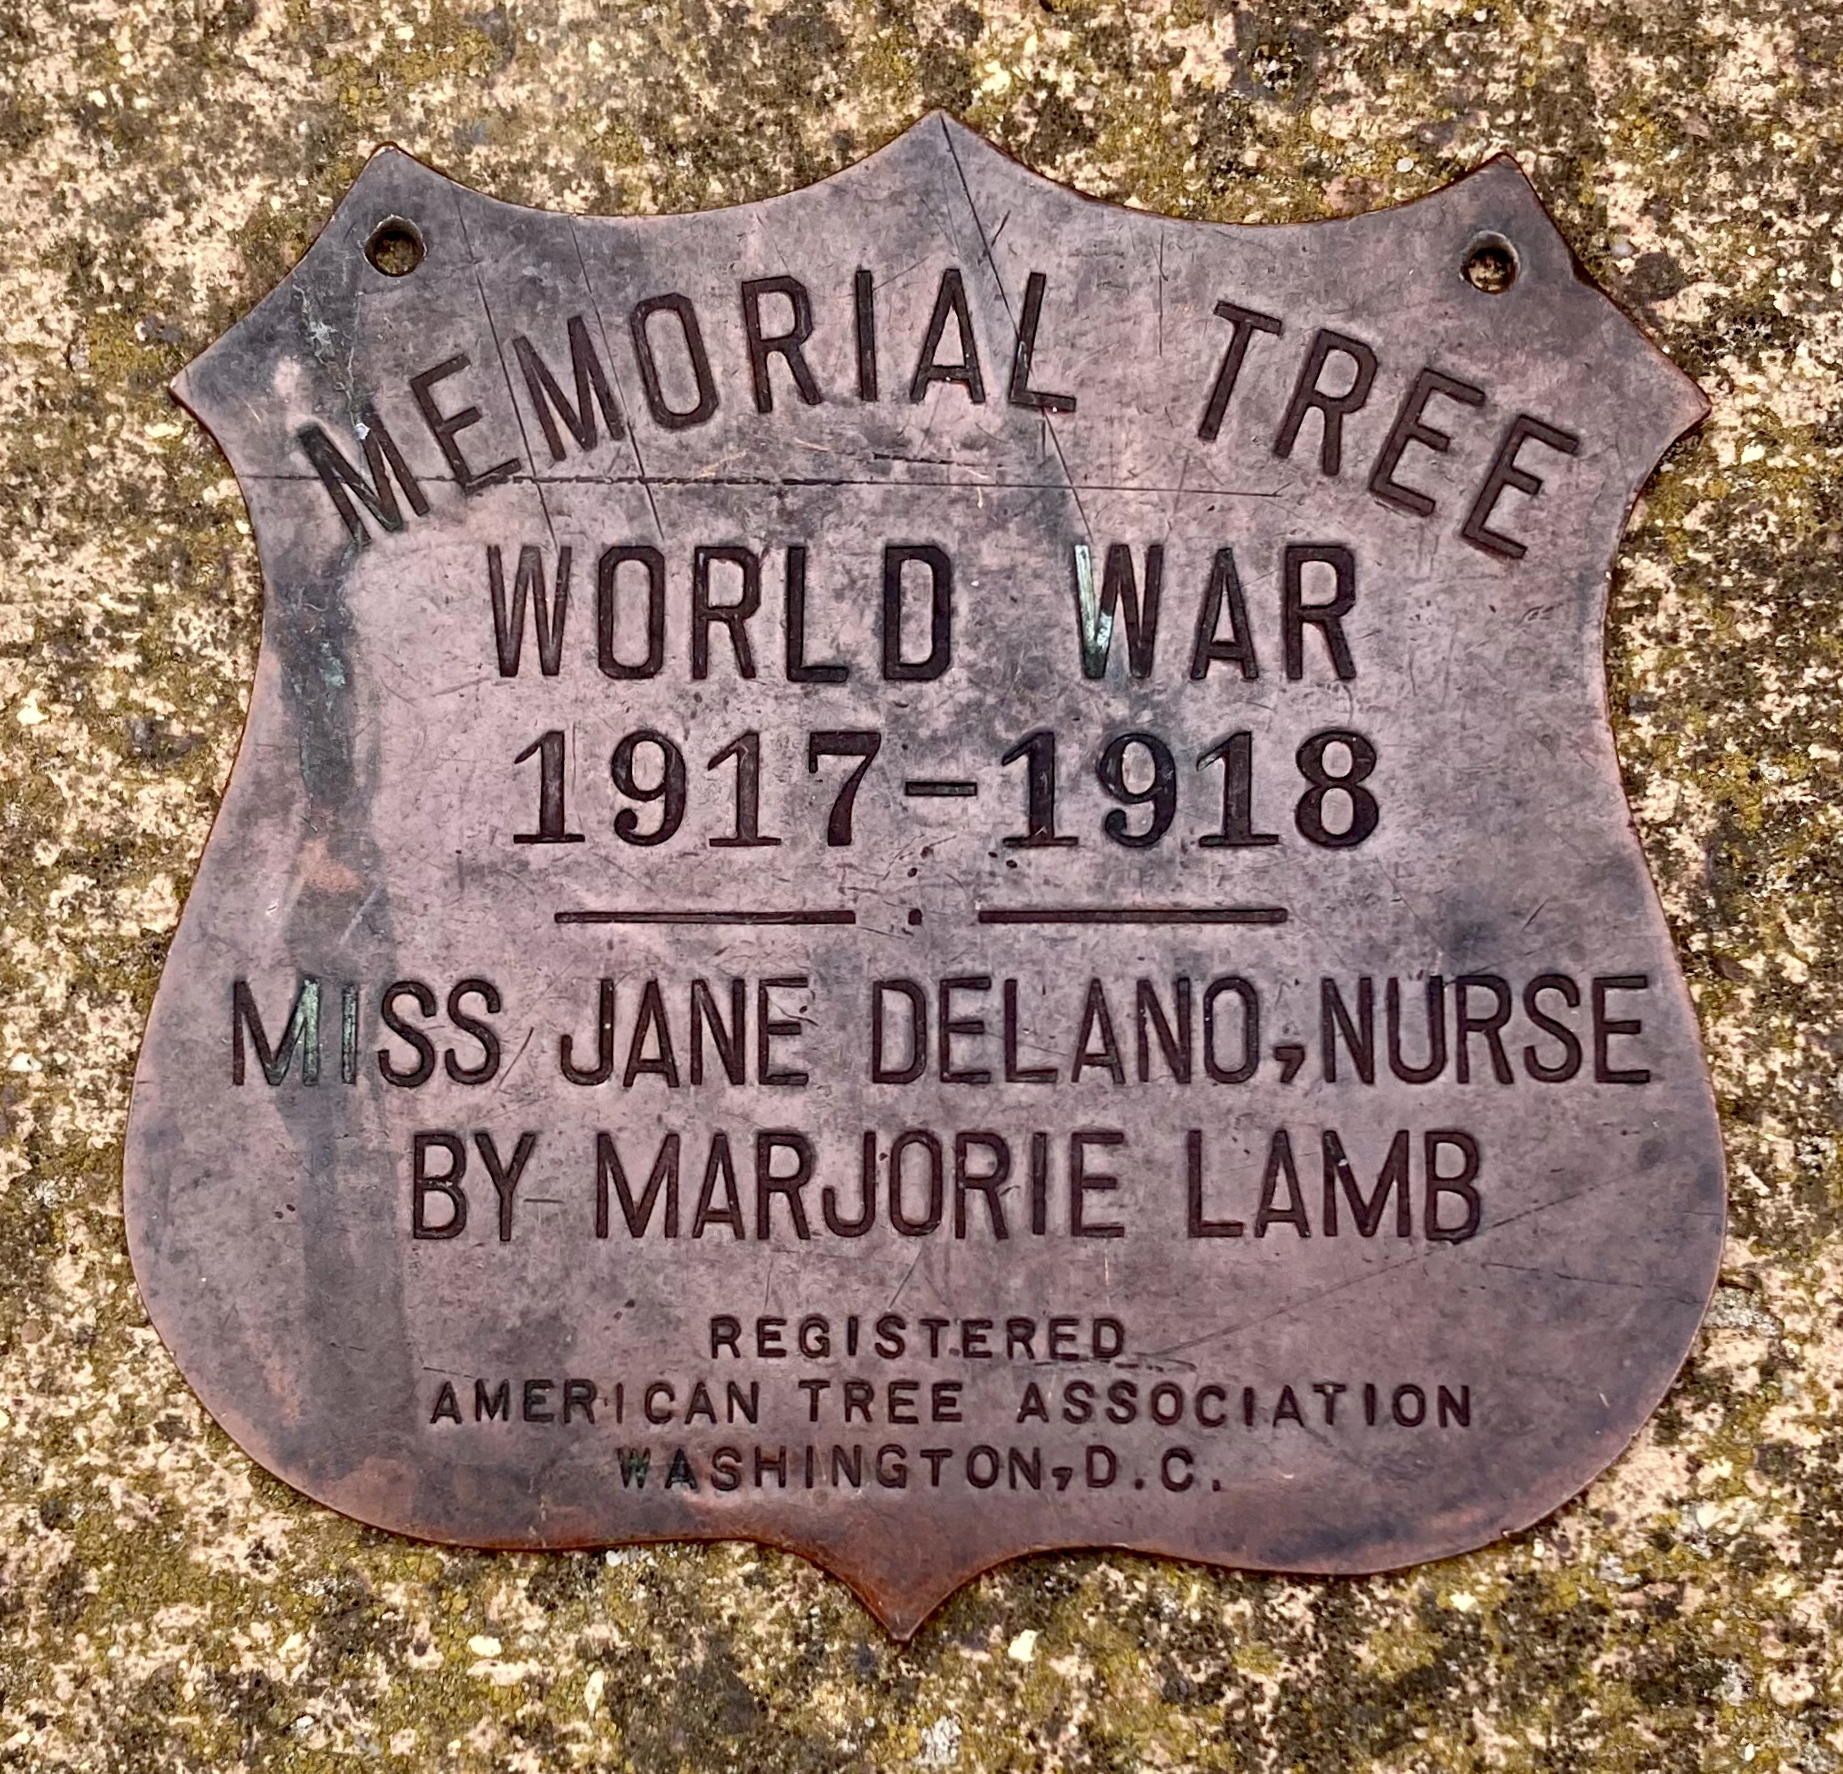 MEMORIAL TREE
WORLD WAR
1917-1918
MISS JANE DELANO, NURSE
BY MARJORIE LAMB
REGISTERED
AMERICAN TREE ASSOCIATION
WASHINGTON, D.C.